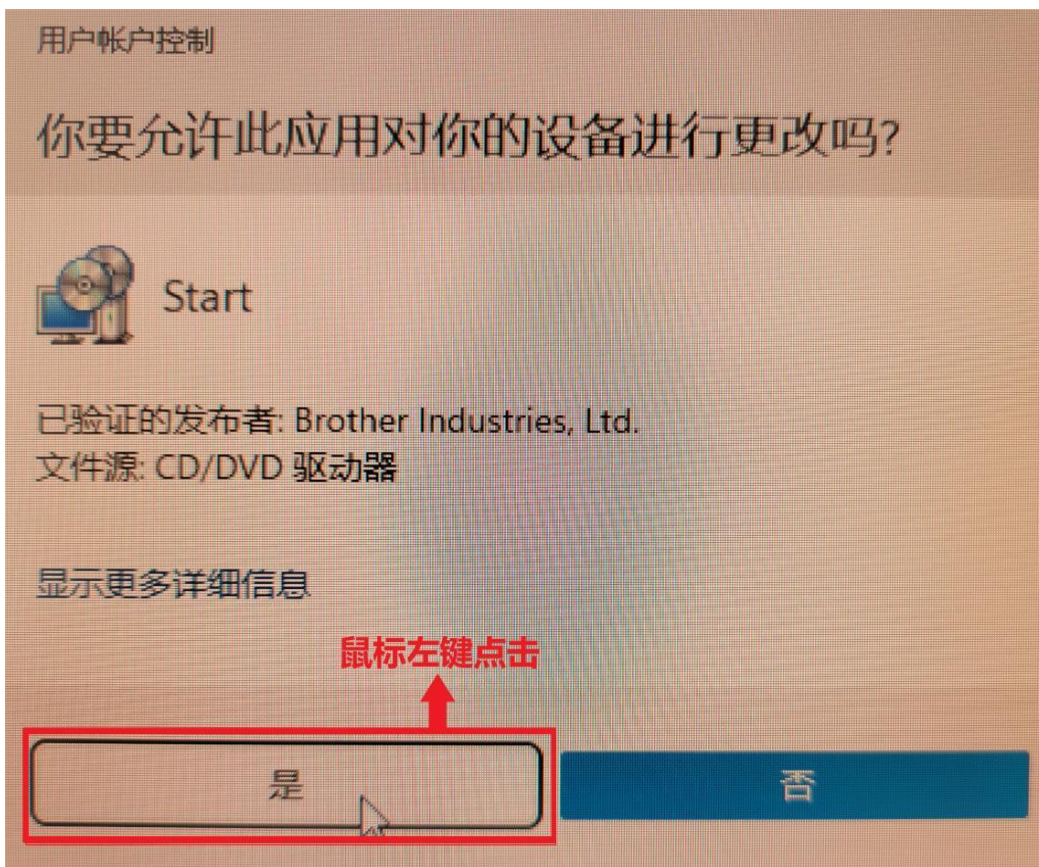 用户帐户控制
你要允许此应用对你的设备进行更改吗?
Start
已验证的发布者: Brother Industries, Ltd.
文件源: CD/DVD 驱动器
显示更多详细信息
鼠标左键点击
是
否